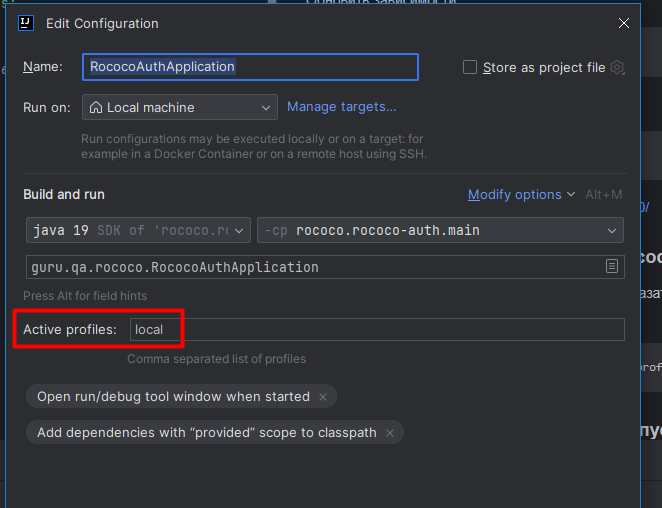 Обновить зависимости
Edit Configuration
Name:
RococoAuthApplication
Store as project file
Run on:
Local machine
Manage targets...
Run configurations may be executed locally or on a target: for
example in a Docker Container or on a remote host using SSH.
Build and run
Modify options
Alt+M
java 19 SDK of 'rococo.ro
-cp rococo.rococo-auth.main
guru.qa.rococo.RococoAuthApplication
Press Alt for field hints
Active profiles:
local
Comma separated list of profiles
Open run/debug tool window when started
Add dependencies with “provided” scope to classpath